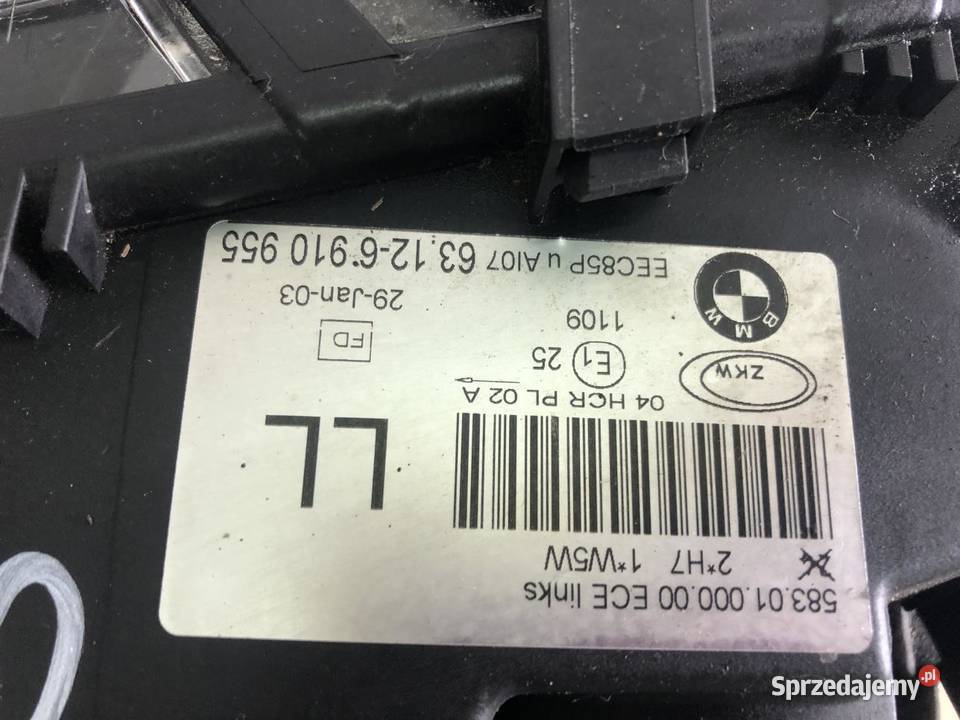 583.01.000.00 ECE links
2*H7 1*W5W
LL
04 HCR PL 02 A
ZKW
E1 25
FD
1109
29-Jan-03
BMW
EEC85P u Al07 63.12-6'910 955
Sprzedajemy.pl